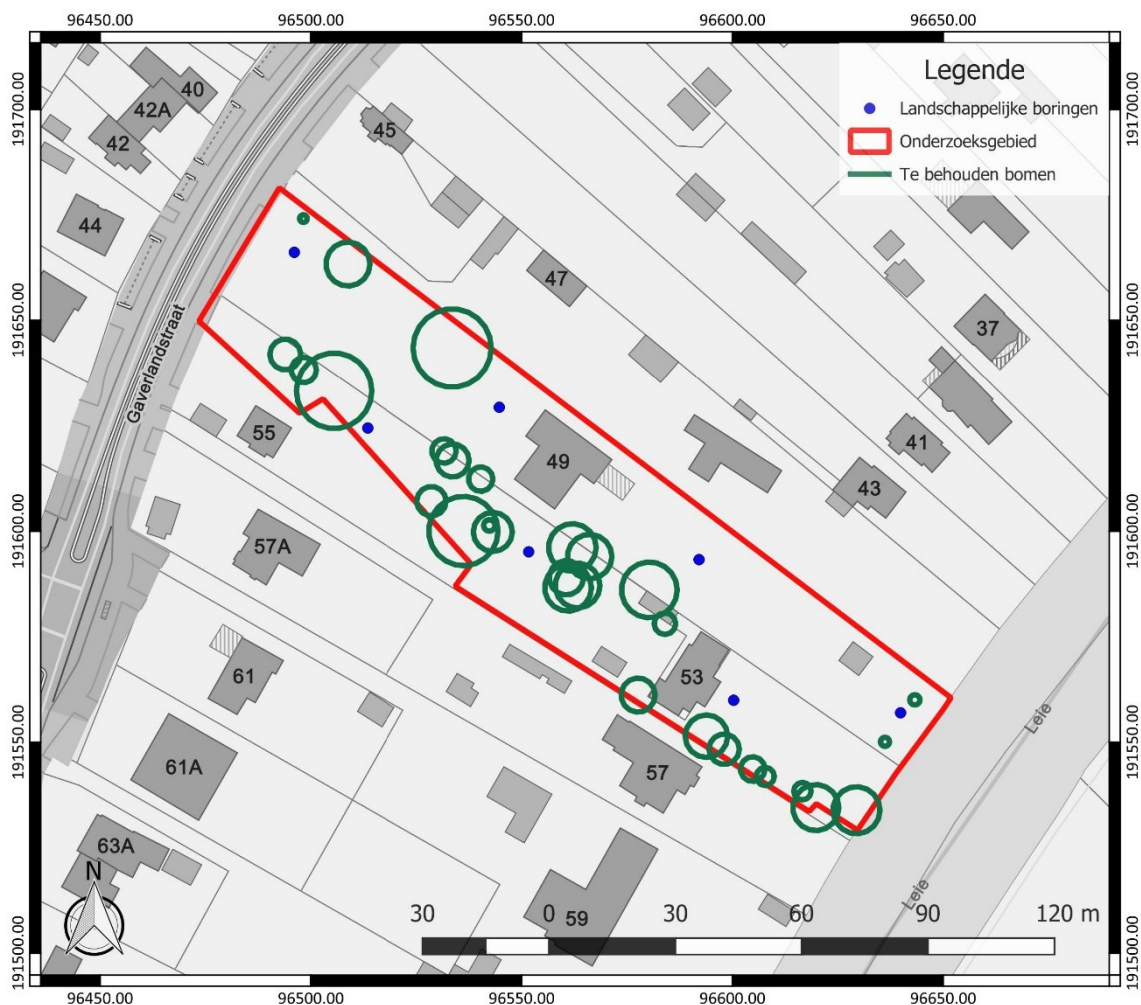 96450.00 96500.00 96550.00 96600.00 96650.00
191700.00
191650.00
191600.00
191550.00
191500.00
191700.00
191650.00
191600.00
191550.00
191500.00
Legende
Landschappelijke boringen
Onderzoeksgebied
Te behouden bomen
40
42A
42
45
44
47
37
Gaverlandstraat
55
49
41
43
57A
61
53
57
61A
63A
59
Leie
Leie
N
30 0 30 60 90 120 m
96450.00 96500.00 96550.00 96600.00 96650.00